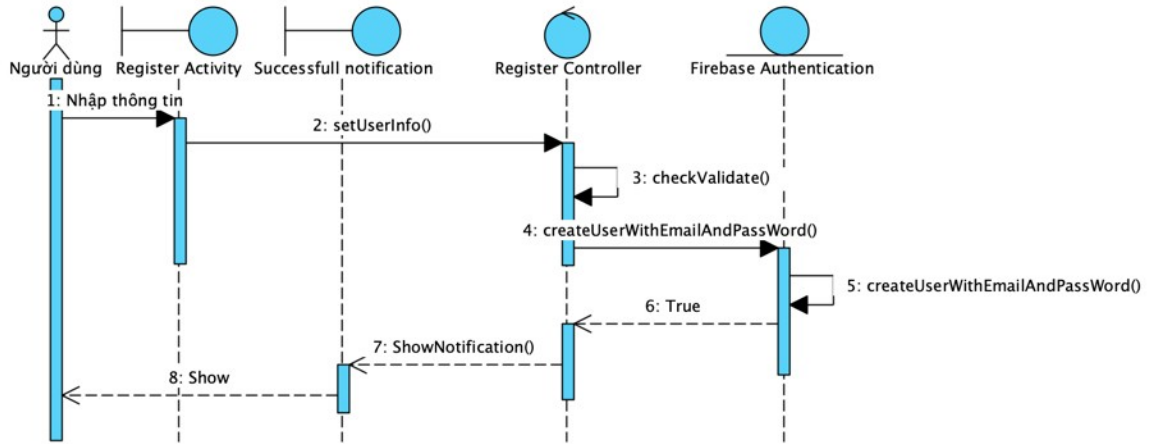 Người dùng
Register Activity
Successfull notification
Register Controller
Firebase Authentication
1: Nhập thông tin
2: setUserInfo()
3: checkValidate()
4: createUserWithEmailAndPassWord()
5: createUserWithEmailAndPassWord()
6: True
7: ShowNotification()
8: Show